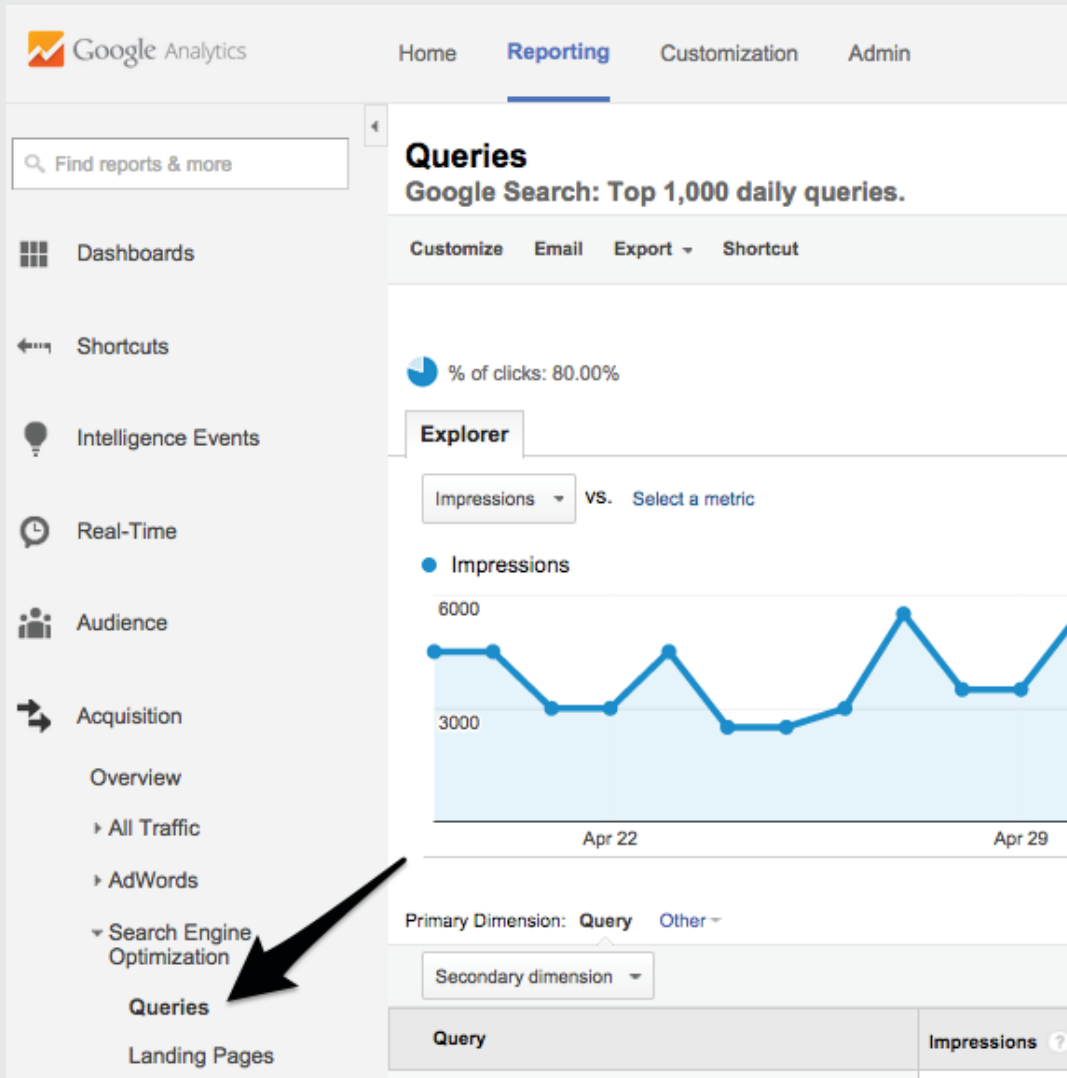 Google Analytics
Home
Reporting
Customization
Admin
Find reports & more
Dashboards
Shortcuts
Intelligence Events
Real-Time
Audience
Acquisition
Overview
All Traffic
AdWords
Search Engine
Optimization
Queries
Landing Pages
Queries
Google Search: Top 1,000 daily queries.
Customize
Email
Export
Shortcut
% of clicks: 80.00%
Explorer
Impressions
VS.
Select a metric
Impressions
6000
3000
Apr 22
Apr 29
Primary Dimension:
Query
Other
Secondary dimension
Query
Impressions
?